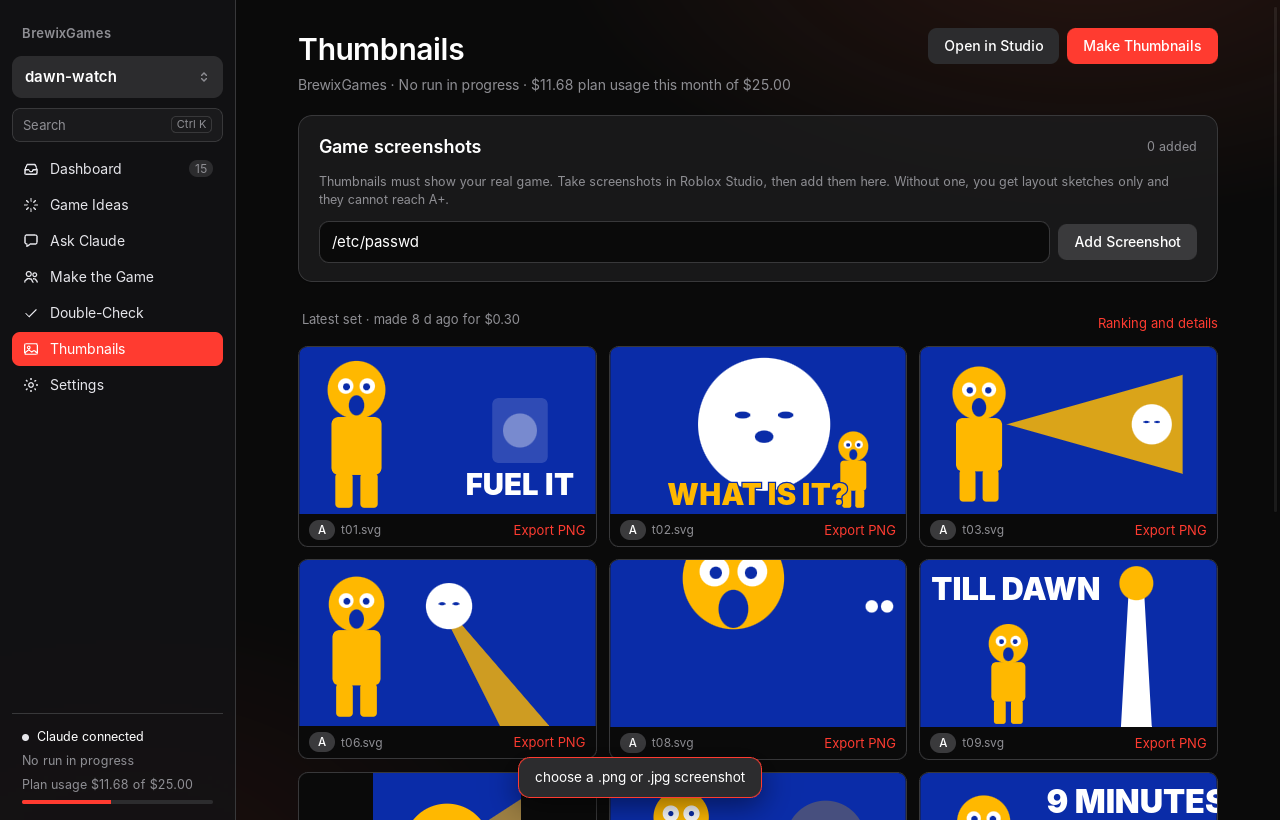 BrewixGames
dawn-watch
Search
Ctrl K
Dashboard
15
Game Ideas
Ask Claude
Make the Game
Double-Check
Thumbnails
Settings
Claude connected
No run in progress
Plan usage $11.68 of $25.00
Thumbnails
Open in Studio
Make Thumbnails
BrewixGames · No run in progress · $11.68 plan usage this month of $25.00
Game screenshots
0 added
Thumbnails must show your real game. Take screenshots in Roblox Studio, then add them here. Without one, you get layout sketches only and
they cannot reach A+.
/etc/passwd
Add Screenshot
Latest set · made 8 d ago for $0.30
Ranking and details
FUEL IT
A t01.svg Export PNG
WHAT IS IT?
A t02.svg Export PNG
A t03.svg Export PNG
A t06.svg Export PNG
A t08.svg Export PNG
TILL DAWN
A t09.svg Export PNG
choose a .png or .jpg screenshot
9 MINUTES